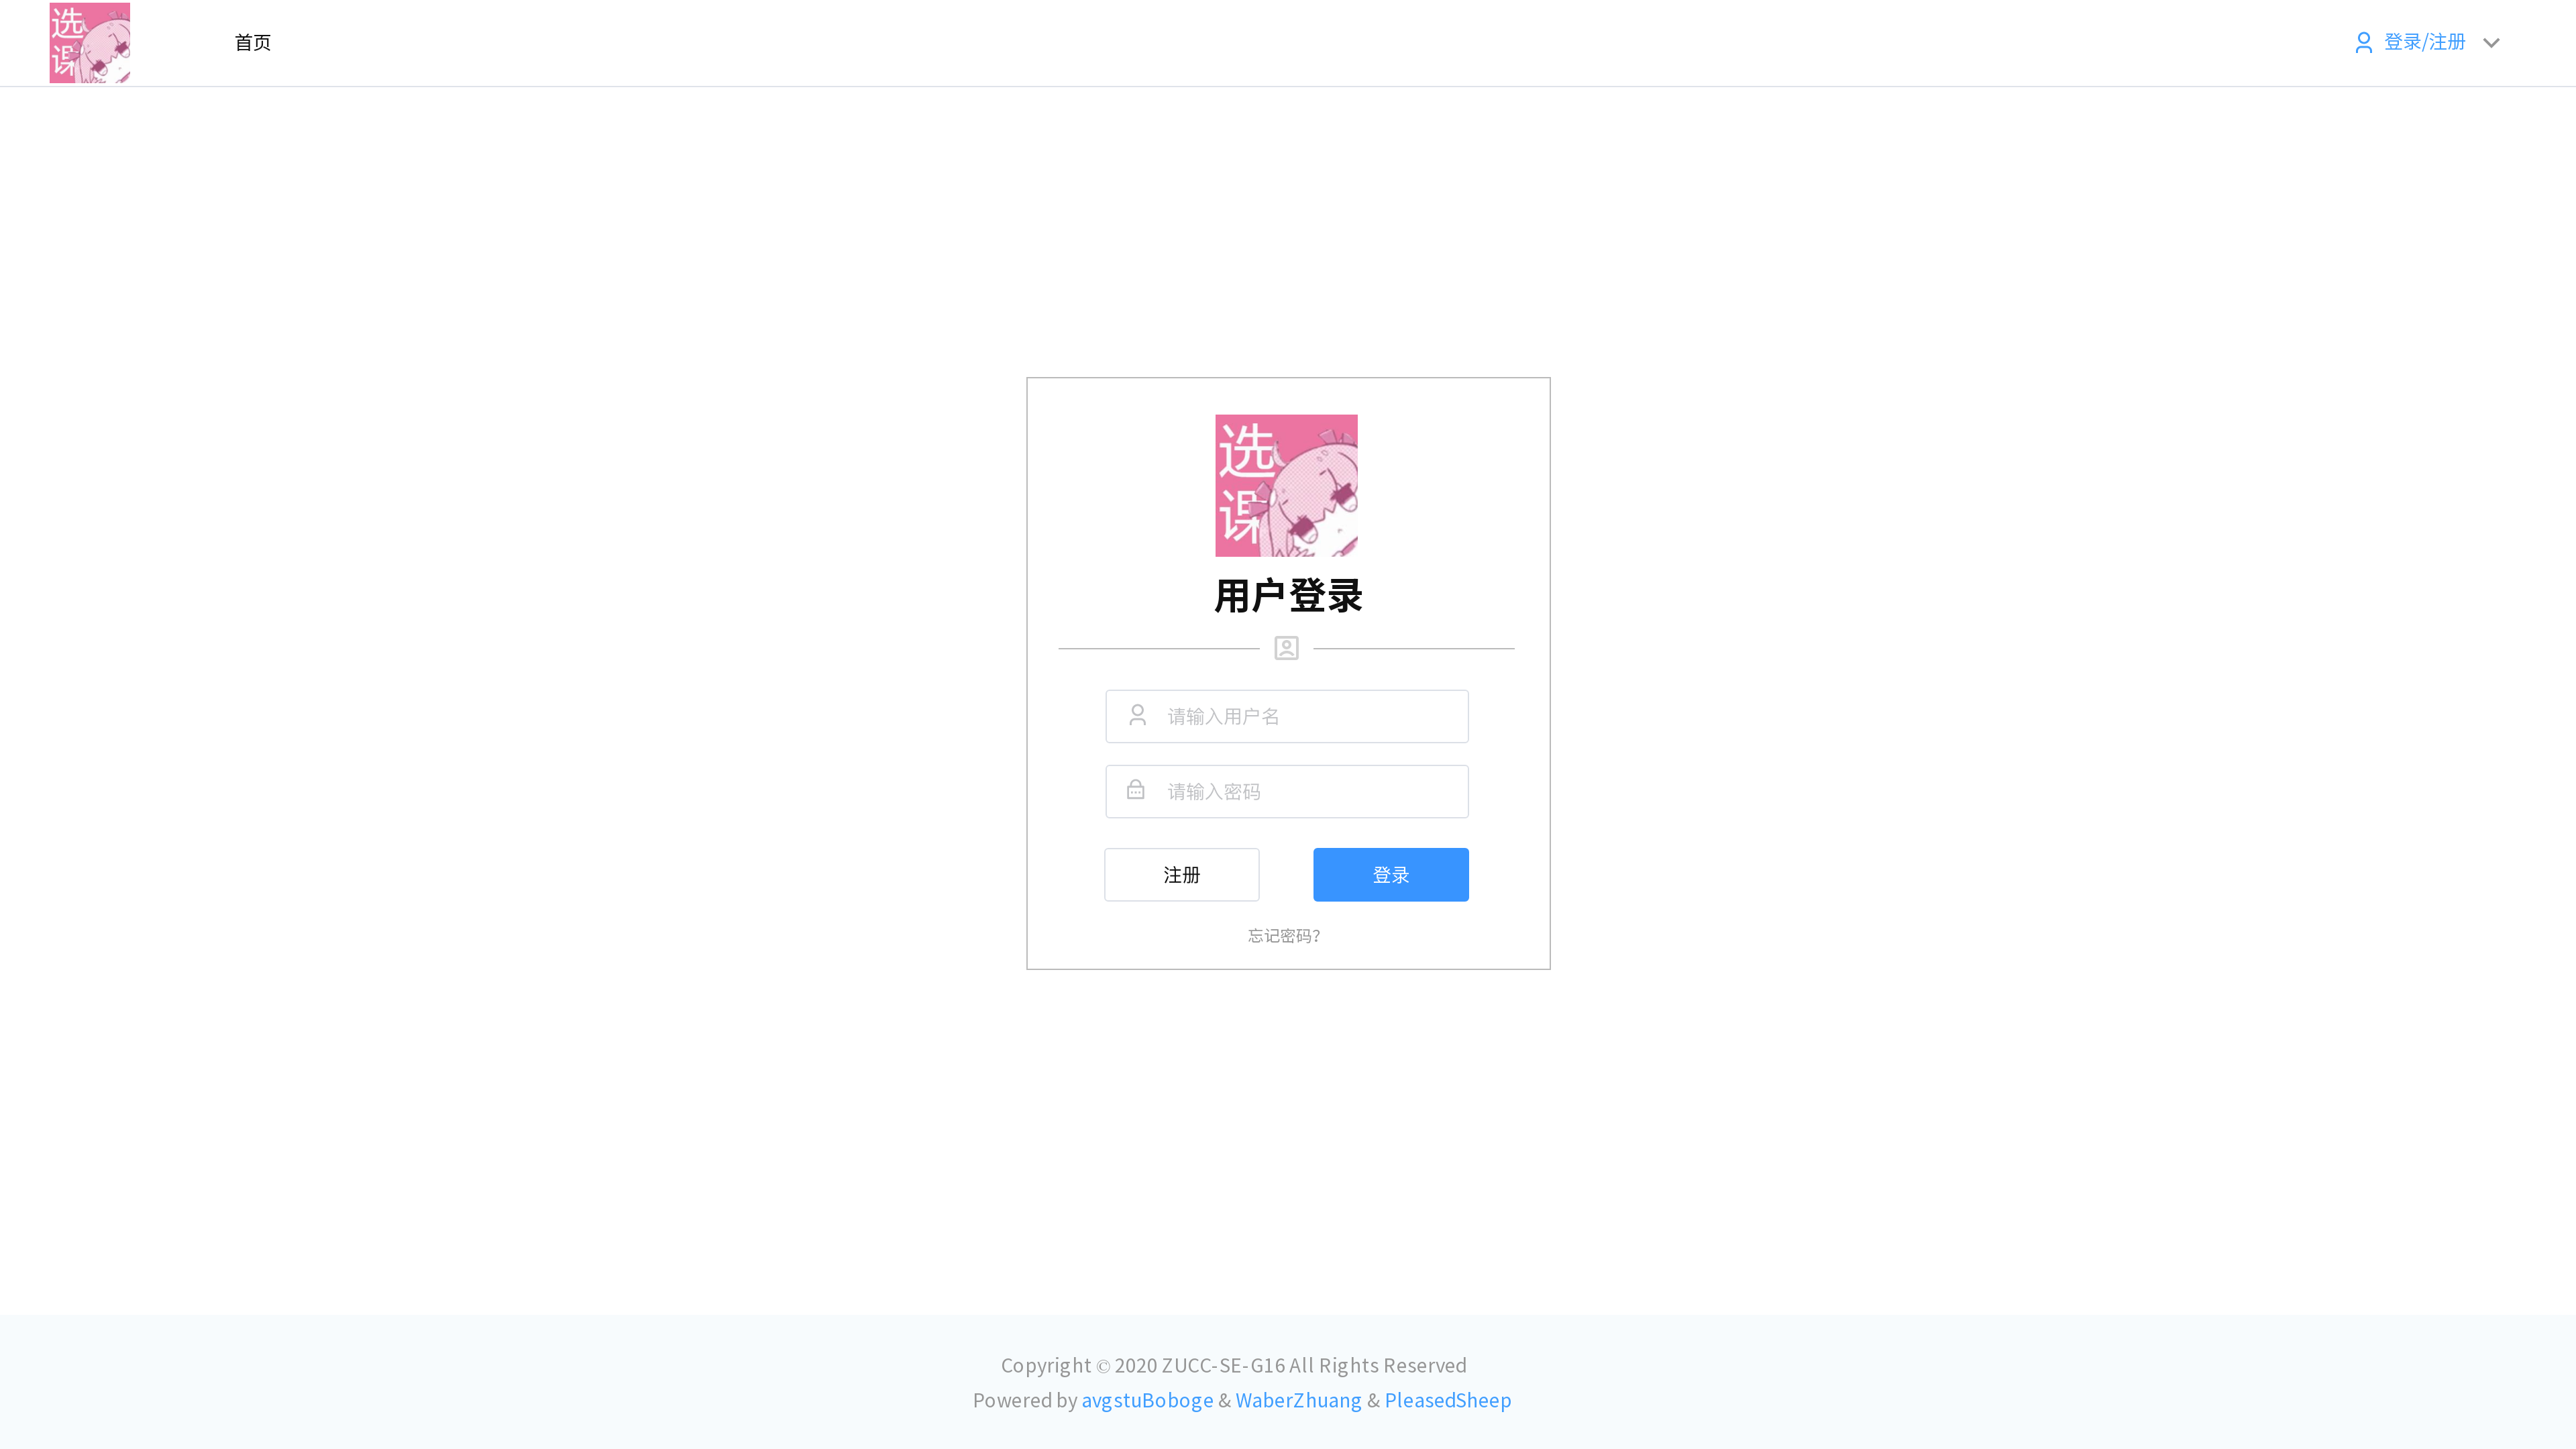 选
课
首页
登录/注册
选
课
用户登录
请输入用户名
请输入密码
注册
登录
忘记密码?
Copyright © 2020 ZUCC-SE-G16 All Rights Reserved
Powered by avgstuBoboge & WaberZhuang & PleasedSheep